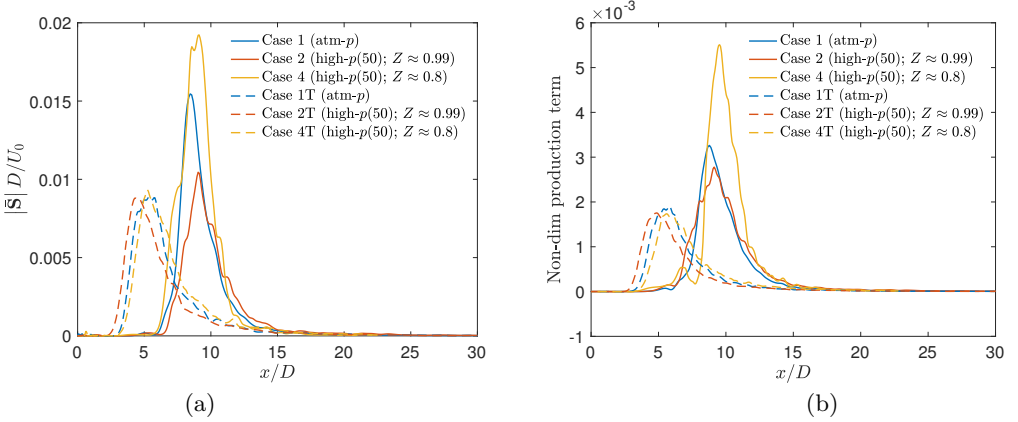 0.02
0.015
0.01
0.005
0
0 5 10 15 20 25 30
|S̄| D/U₀
x/D
Case 1 (atm-p)
Case 2 (high-p(50); Z ≈ 0.99)
Case 4 (high-p(50); Z ≈ 0.8)
Case 1T (atm-p)
Case 2T (high-p(50); Z ≈ 0.99)
Case 4T (high-p(50); Z ≈ 0.8)
(a)
×10⁻³
6
5
4
3
2
1
0
-1
0 5 10 15 20 25 30
Non-dim production term
x/D
Case 1 (atm-p)
Case 2 (high-p(50); Z ≈ 0.99)
Case 4 (high-p(50); Z ≈ 0.8)
Case 1T (atm-p)
Case 2T (high-p(50); Z ≈ 0.99)
Case 4T (high-p(50); Z ≈ 0.8)
(b)